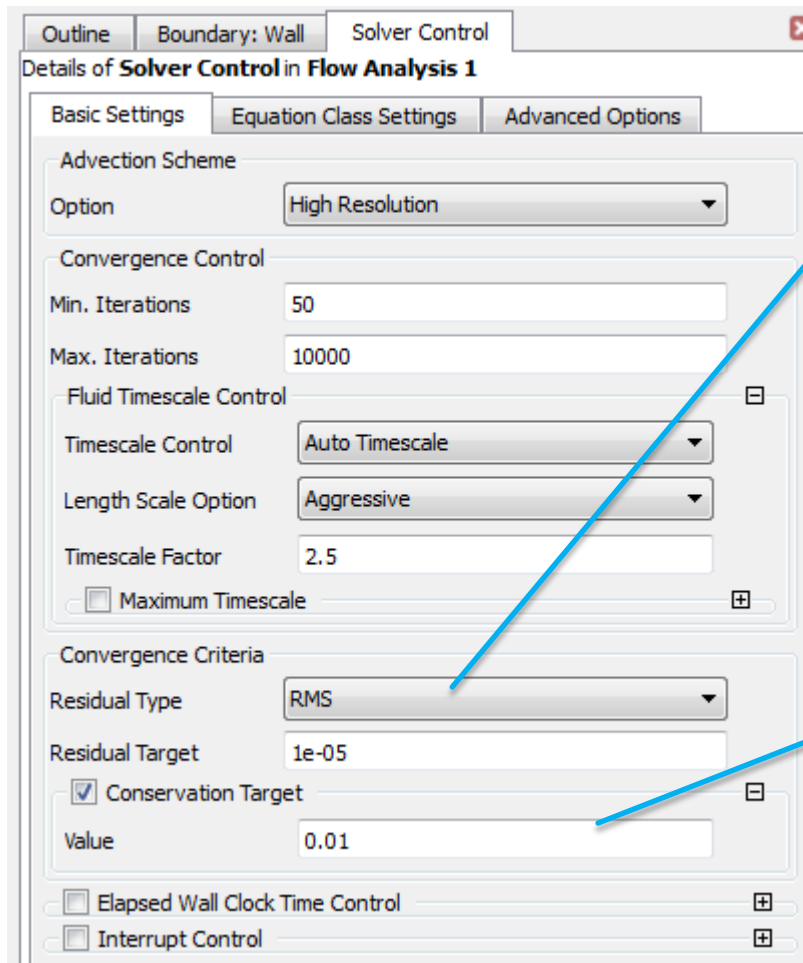 Outline Boundary: Wall Solver Control
Details of Solver Control in Flow Analysis 1
Basic Settings Equation Class Settings Advanced Options
Advection Scheme
Option High Resolution
Convergence Control
Min. Iterations 50
Max. Iterations 10000
Fluid Timescale Control
Timescale Control Auto Timescale
Length Scale Option Aggressive
Timescale Factor 2.5
Maximum Timescale
Convergence Criteria
Residual Type RMS
Residual Target 1e-05
Conservation Target
Value 0.01
Elapsed Wall Clock Time Control
Interrupt Control